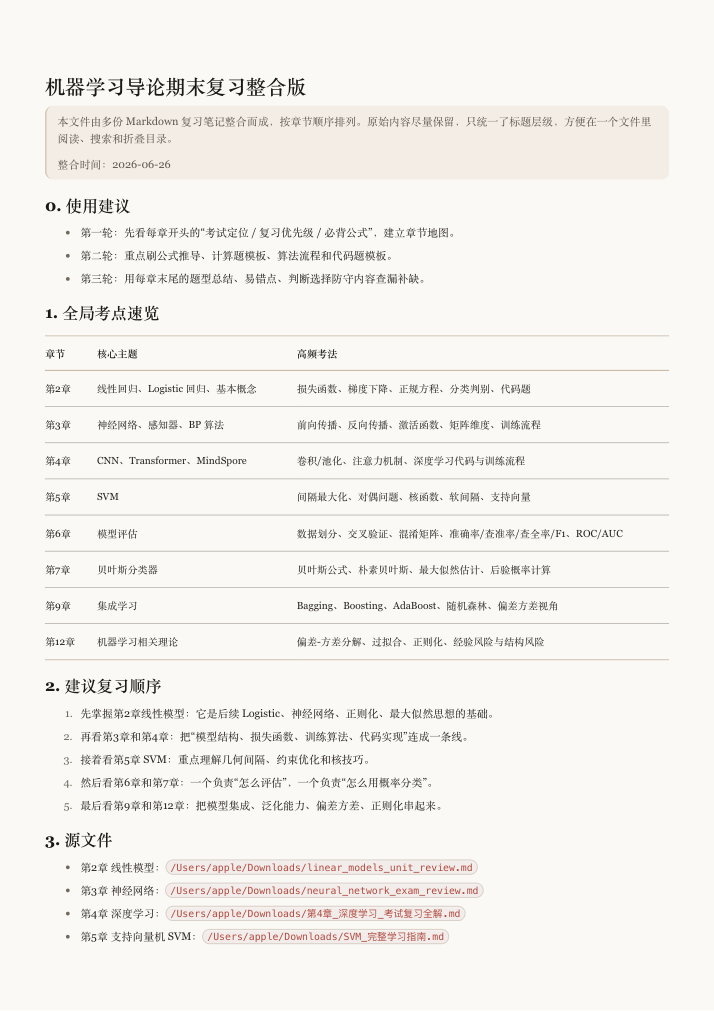 机器学习导论期末复习整合版
本文件由多份 Markdown 复习笔记整合而成，按章节顺序排列。原始内容尽量保留，只统一了标题层级，方便在一个文件里
阅读、搜索和折叠目录。
整合时间：2026-06-26
0. 使用建议
• 第一轮：先看每章开头的“考试定位 / 复习优先级 / 必背公式”，建立章节地图。
• 第二轮：重点刷公式推导、计算题模板、算法流程和代码题模板。
• 第三轮：用每章末尾的题型总结、易错点、判断选择防守内容查漏补缺。
1. 全局考点速览
章节 核心主题 高频考法
第2章 线性回归、Logistic 回归、基本概念 损失函数、梯度下降、正规方程、分类判别、代码题
第3章 神经网络、感知器、BP 算法 前向传播、反向传播、激活函数、矩阵维度、训练流程
第4章 CNN、Transformer、MindSpore 卷积/池化、注意力机制、深度学习代码与训练流程
第5章 SVM 间隔最大化、对偶问题、核函数、软间隔、支持向量
第6章 模型评估 数据划分、交叉验证、混淆矩阵、准确率/查准率/查全率/F1、ROC/AUC
第7章 贝叶斯分类器 贝叶斯公式、朴素贝叶斯、最大似然估计、后验概率计算
第9章 集成学习 Bagging、Boosting、AdaBoost、随机森林、偏差方差视角
第12章 机器学习相关理论 偏差-方差分解、过拟合、正则化、经验风险与结构风险
2. 建议复习顺序
1. 先掌握第2章线性模型：它是后续 Logistic、神经网络、正则化、最大似然思想的基础。
2. 再看第3章和第4章：把“模型结构、损失函数、训练算法、代码实现”连成一条线。
3. 接着看第5章 SVM：重点理解几何间隔、约束优化和核技巧。
4. 然后看第6章和第7章：一个负责“怎么评估”，一个负责“怎么用概率分类”。
5. 最后看第9章和第12章：把模型集成、泛化能力、偏差方差、正则化串起来。
3. 源文件
• 第2章 线性模型：/Users/apple/Downloads/linear_models_unit_review.md
• 第3章 神经网络：/Users/apple/Downloads/neural_network_exam_review.md
• 第4章 深度学习：/Users/apple/Downloads/第4章_深度学习_考试复习全解.md
• 第5章 支持向量机 SVM：/Users/apple/Downloads/SVM_完整学习指南.md